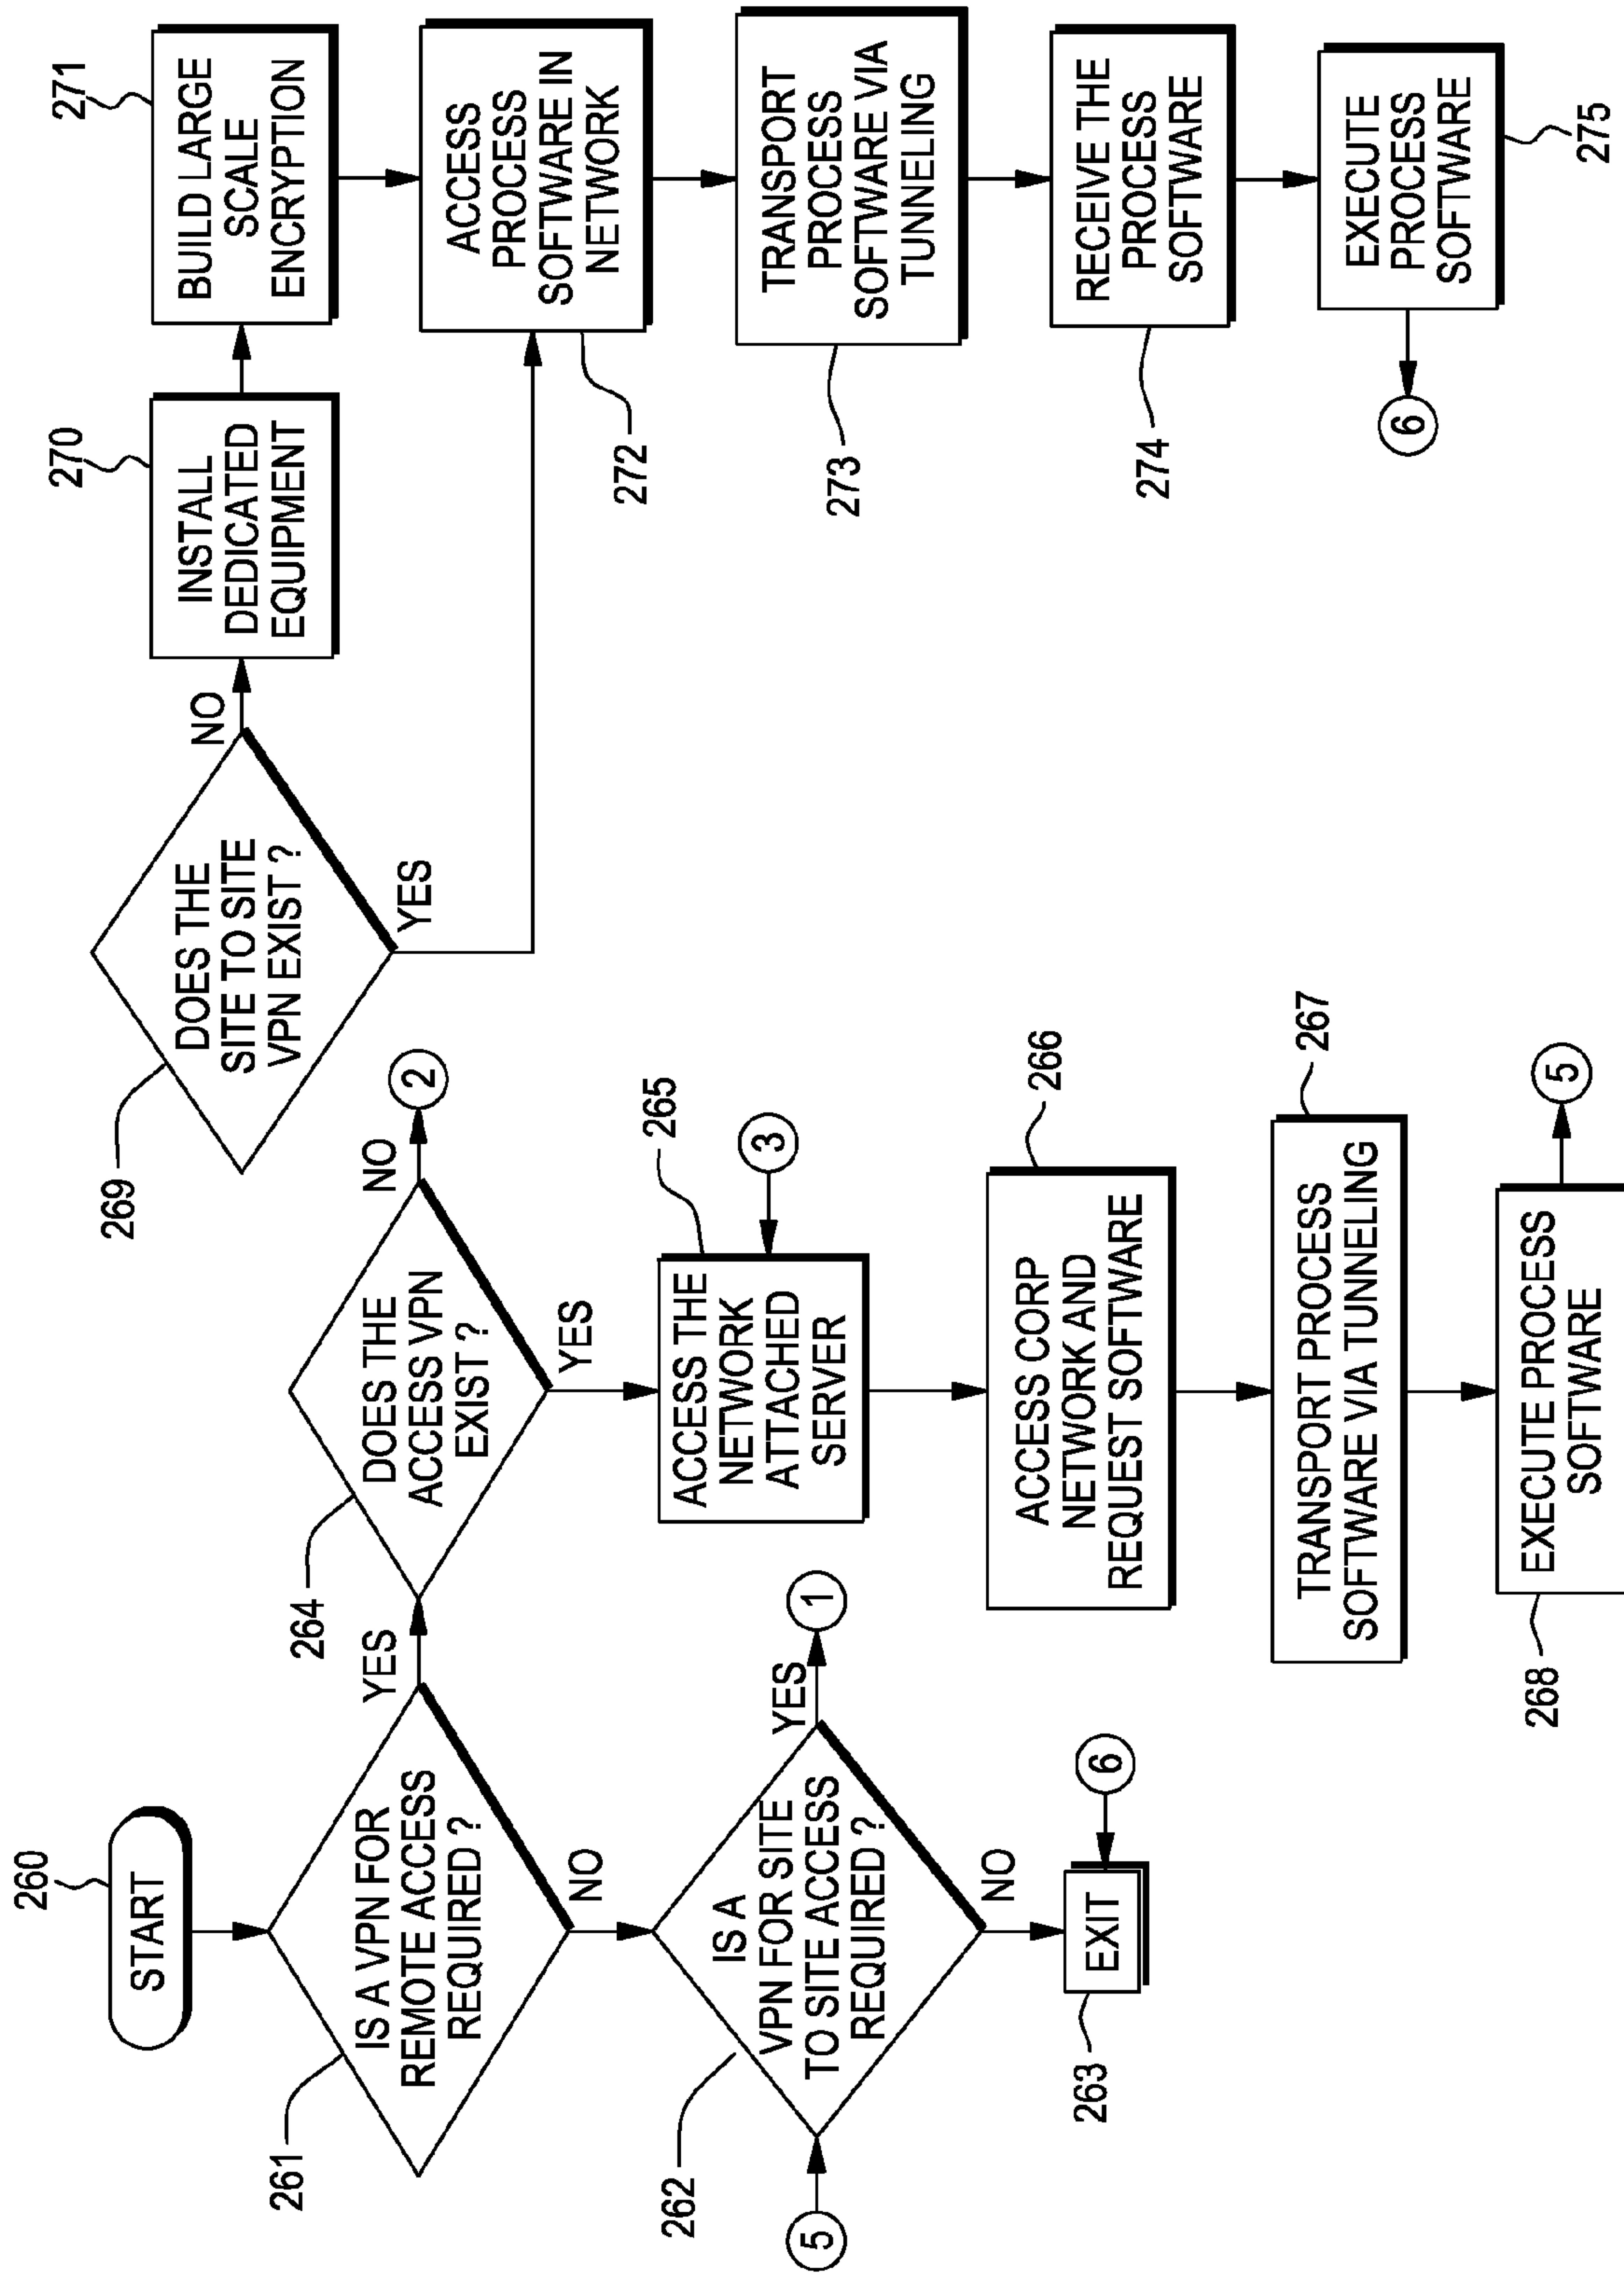 260
START
261
IS A VPN FOR
REMOTE ACCESS
REQUIRED ?
YES
NO
262
IS A
VPN FOR SITE
TO SITE ACCESS
REQUIRED ?
5
YES
1
NO
263
EXIT
6
264
DOES THE
ACCESS VPN
EXIST ?
NO
2
YES
265
ACCESS THE
NETWORK
ATTACHED
SERVER
3
266
ACCESS CORP
NETWORK AND
REQUEST SOFTWARE
267
TRANSPORT PROCESS
SOFTWARE VIA TUNNELING
268
EXECUTE PROCESS
SOFTWARE
5
269
DOES THE
SITE TO SITE
VPN EXIST ?
NO
YES
270
INSTALL
DEDICATED
EQUIPMENT
271
BUILD LARGE
SCALE
ENCRYPTION
272
ACCESS
PROCESS
SOFTWARE IN
NETWORK
273
TRANSPORT
PROCESS
SOFTWARE VIA
TUNNELING
274
RECEIVE THE
PROCESS
SOFTWARE
275
EXECUTE
PROCESS
SOFTWARE
6